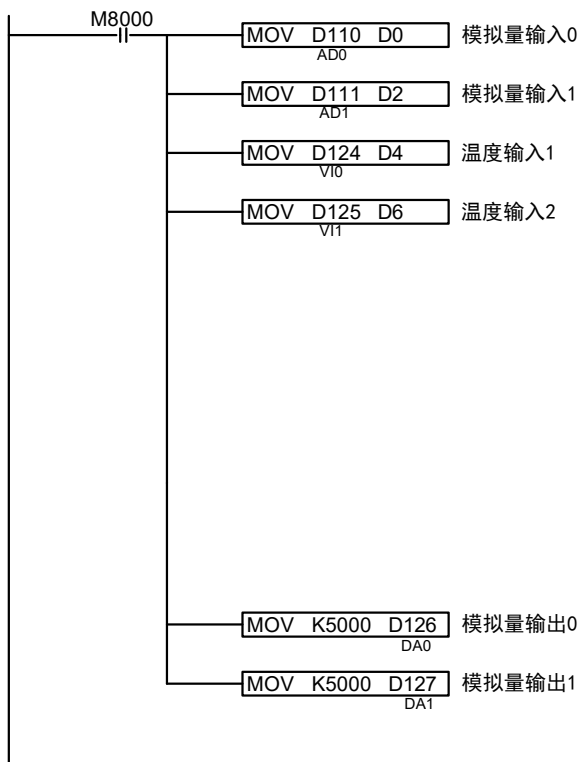 M8000
MOV D110 D0 模拟量输入0
AD0
MOV D111 D2 模拟量输入1
AD1
MOV D124 D4 温度输入1
VI0
MOV D125 D6 温度输入2
VI1
MOV K5000 D126 模拟量输出0
DA0
MOV K5000 D127 模拟量输出1
DA1